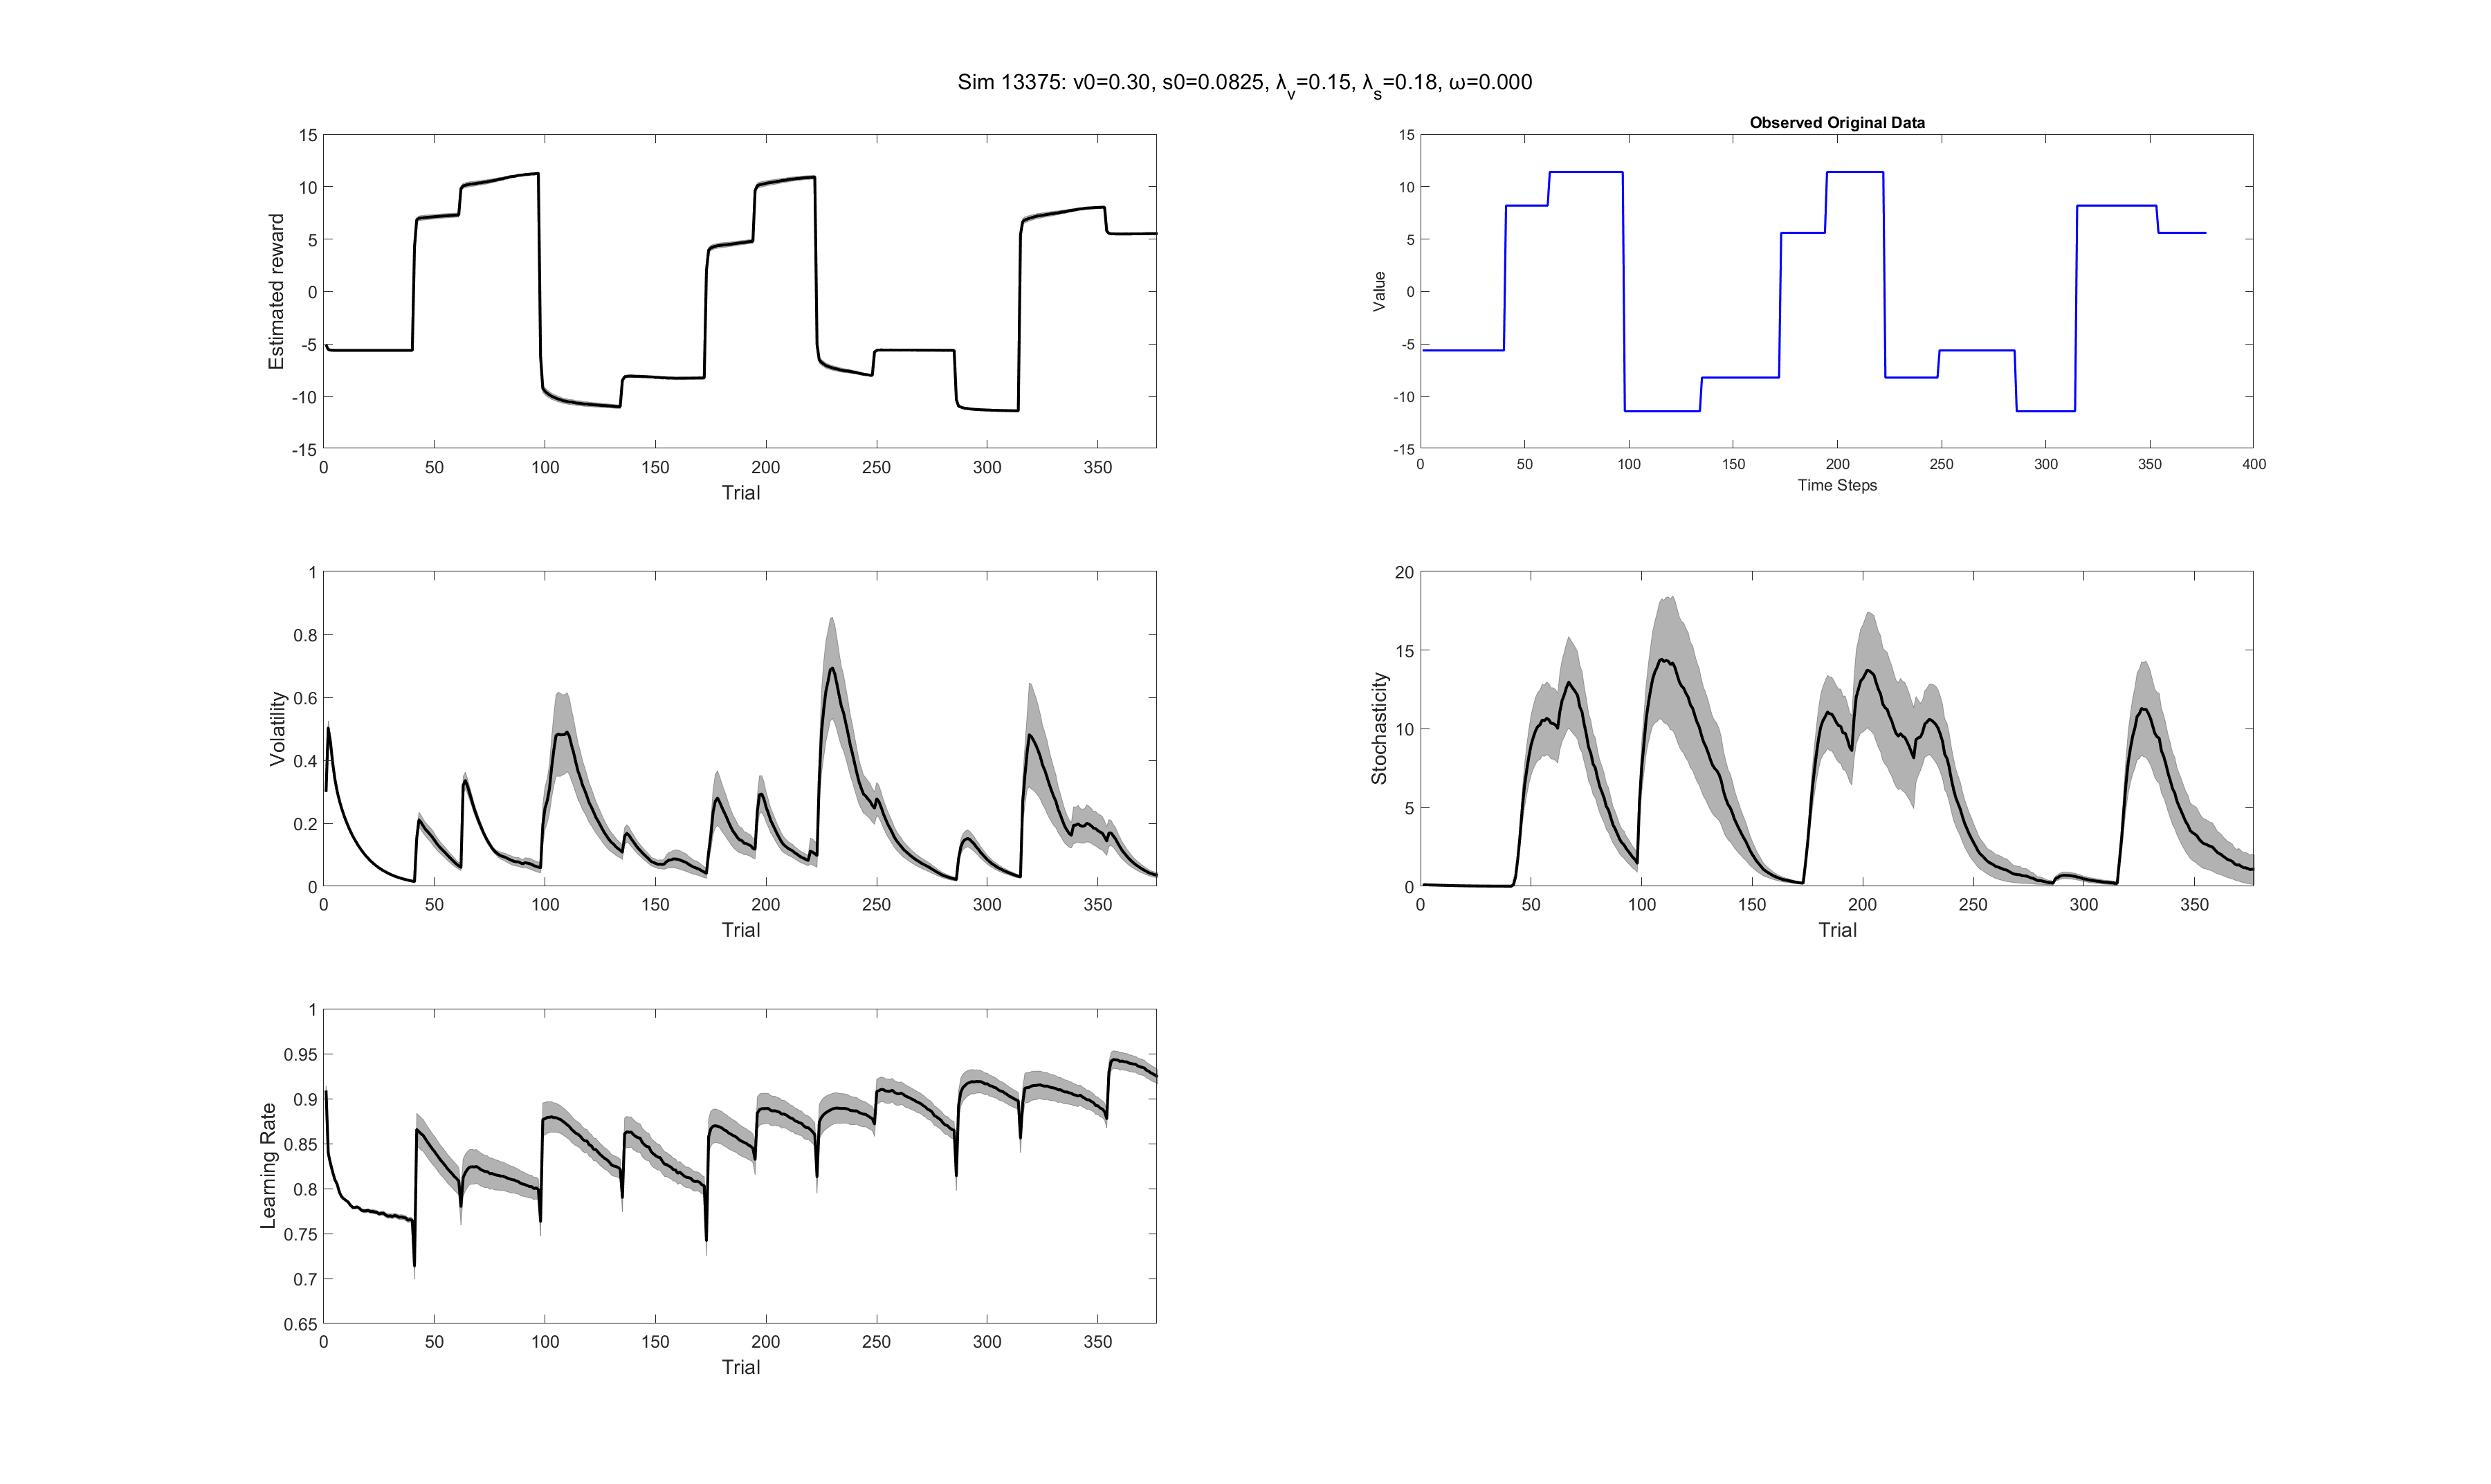 Sim 13375: v0=0.30, s0=0.0825, λv=0.15, λs=0.18, ω=0.000
15
10
5
0
-5
-10
-15
Estimated reward
0 50 100 150 200 250 300 350
Trial
Observed Original Data
15
10
5
0
-5
-10
-15
Value
0 50 100 150 200 250 300 350 400
Time Steps
1
0.8
0.6
0.4
0.2
0
Volatility
0 50 100 150 200 250 300 350
Trial
20
15
10
5
0
Stochasticity
0 50 100 150 200 250 300 350
Trial
1
0.95
0.9
0.85
0.8
0.75
0.7
0.65
Learning Rate
0 50 100 150 200 250 300 350
Trial